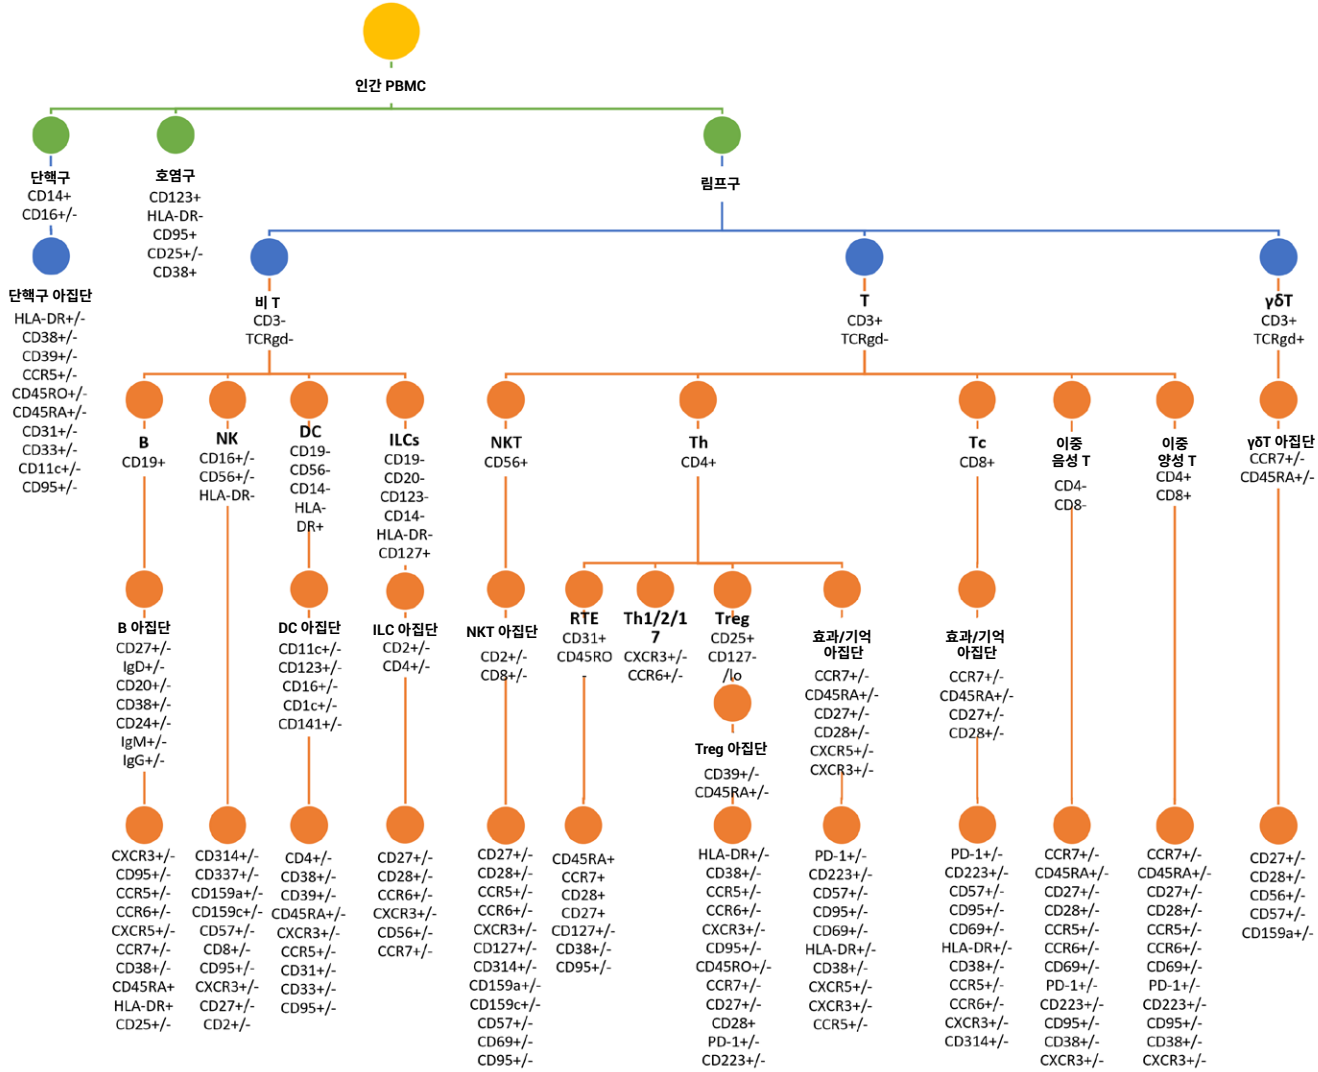 인간 PBMC
단핵구
CD14+
CD16+/-
호염구
CD123+
HLA-DR-
CD95+
CD25+/-
CD38+
림프구
단핵구 아집단
HLA-DR+/-
CD38+/-
CD39+/-
CCR5+/-
CD45RO+/-
CD45RA+/-
CD31+/-
CD33+/-
CD11c+/-
CD95+/-
비 T
CD3-
TCRgd-
T
CD3+
TCRgd-
γδT
CD3+
TCRgd+
B
CD19+
NK
CD16+/-
CD56+/-
HLA-DR-
DC
CD19-
CD56-
CD14-
HLA-
DR+
ILCs
CD19-
CD20-
CD123-
CD14-
HLA-DR-
CD127+
NKT
CD56+
Th
CD4+
Tc
CD8+
이중
음성 T
CD4-
CD8-
이중
양성 T
CD4+
CD8+
γδT 아집단
CCR7+/-
CD45RA+/-
B 아집단
CD27+/-
IgD+/-
CD20+/-
CD38+/-
CD24+/-
IgM+/-
IgG+/-
DC 아집단
CD11c+/-
CD123+/-
CD16+/-
CD1c+/-
CD141+/-
ILC 아집단
CD2+/-
CD4+/-
NKT 아집단
CD2+/-
CD8+/-
RTE
CD31+
CD45RO
-
Th1/2/1
7
CXCR3+/-
CCR6+/-
Treg
CD25+
CD127-
/lo
Treg 아집단
CD39+/-
CD45RA+/-
효과/기억
아집단
CCR7+/-
CD45RA+/-
CD27+/-
CD28+/-
CXCR5+/-
CXCR3+/-
효과/기억
아집단
CCR7+/-
CD45RA+/-
CD27+/-
CD28+/-
CXCR3+/-
CD95+/-
CCR5+/-
CCR6+/-
CXCR5+/-
CCR7+/-
CD38+/-
CD45RA+
HLA-DR+
CD25+/-
CD314+/-
CD337+/-
CD159a+/-
CD159c+/-
CD57+/-
CD8+/-
CD95+/-
CXCR3+/-
CD27+/-
CD2+/-
CD4+/-
CD38+/-
CD39+/-
CD45RA+/-
CXCR3+/-
CCR5+/-
CD31+/-
CD33+/-
CD95+/-
CD27+/-
CD28+/-
CCR6+/-
CXCR3+/-
CD56+/-
CCR7+/-
CD27+/-
CD28+/-
CCR5+/-
CCR6+/-
CXCR3+/-
CD127+/-
CD314+/-
CD159a+/-
CD159c+/-
CD57+/-
CD69+/-
CD95+/-
CD45RA+
CCR7+
CD28+
CD27+
CD127+/-
CD38+/-
CD95+/-
HLA-DR+/-
CD38+/-
CCR5+/-
CCR6+/-
CXCR3+/-
CD95+/-
CD45RO+/-
CCR7+/-
CD27+/-
CD28+
PD-1+/-
CD223+/-
PD-1+/-
CD223+/-
CD57+/-
CD95+/-
CD69+/-
HLA-DR+/-
CD38+/-
CXCR5+/-
CXCR3+/-
CCR5+/-
PD-1+/-
CD223+/-
CD57+/-
CD95+/-
CD69+/-
HLA-DR+/-
CD38+/-
CCR5+/-
CCR6+/-
CXCR3+/-
CD314+/-
CCR7+/-
CD45RA+/-
CD27+/-
CD28+/-
CCR5+/-
CCR6+/-
CD69+/-
PD-1+/-
CD223+/-
CD95+/-
CD38+/-
CXCR3+/-
CCR7+/-
CD45RA+/-
CD27+/-
CD28+/-
CCR5+/-
CCR6+/-
CD69+/-
PD-1+/-
CD223+/-
CD95+/-
CD38+/-
CXCR3+/-
CD27+/-
CD28+/-
CD56+/-
CD57+/-
CD159a+/-